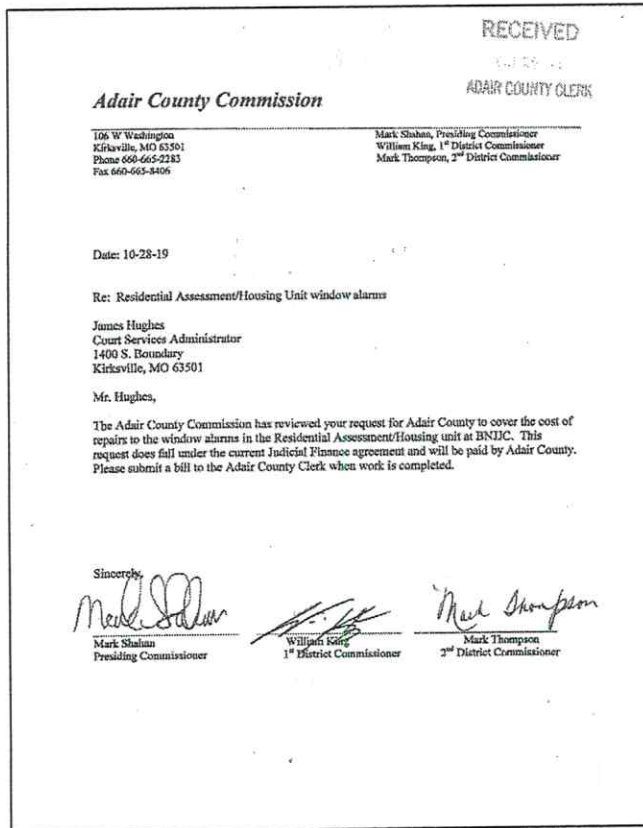 RECEIVED
ADAIR COUNTY CLERK
Adair County Commission
106 W Washington
Kirksville, MO 63501
Phone 660-665-2283
Fax 660-665-8406
Mark Shahan, Presiding Commissioner
William King, 1st District Commissioner
Mark Thompson, 2nd District Commissioner
Date: 10-28-19
Re: Residential Assessment/Housing Unit window alarms
James Hughes
Court Services Administrator
1400 S. Boundary
Kirksville, MO 63501
Mr. Hughes,
The Adair County Commission has reviewed your request for Adair County to cover the cost of
repairs to the window alarms in the Residential Assessment/Housing unit at BNJJC. This
request does fall under the current Judicial Finance agreement and will be paid by Adair County.
Please submit a bill to the Adair County Clerk when work is completed.
Sincerely,
Mark Shahan
Mark Thompson
Mark Shahan
Presiding Commissioner
William King
1st District Commissioner
Mark Thompson
2nd District Commissioner